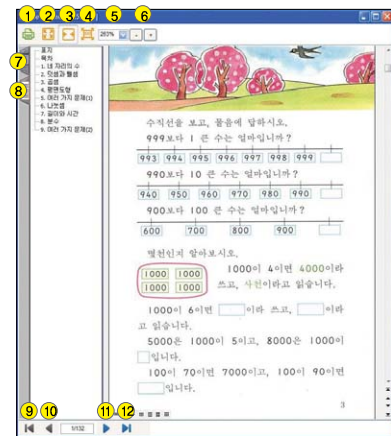 1 2 3 4 5 6
283%
7
8
표지
목차
1. 네 자리의 수
2. 덧셈과 뺄셈
3. 곱셈
4. 평면도형
5. 여러 가지 문제(1)
6. 나눗셈
7. 길이와 시간
8. 분수
9. 여러 가지 문제(2)
수직선을 보고, 물음에 답하시오.
999보다 1 큰 수는 얼마입니까?
993 994 995 996 997 998 999
990보다 10 큰 수는 얼마입니까?
940 950 960 970 980 990
900보다 100 큰 수는 얼마입니까?
600 700 800 900
몇천인지 알아보시오.
1000 1000
1000 1000
1000이 4이면 4000이라
쓰고, 사천이라고 읽습니다.
1000이 6이면 이라 쓰고, 이라
고 읽습니다.
5000은 1000이 5이고, 8000은 1000이
입니다.
100이 70이면 7000이고, 100이 90이면
입니다.
3
9 10 11 12
1/132